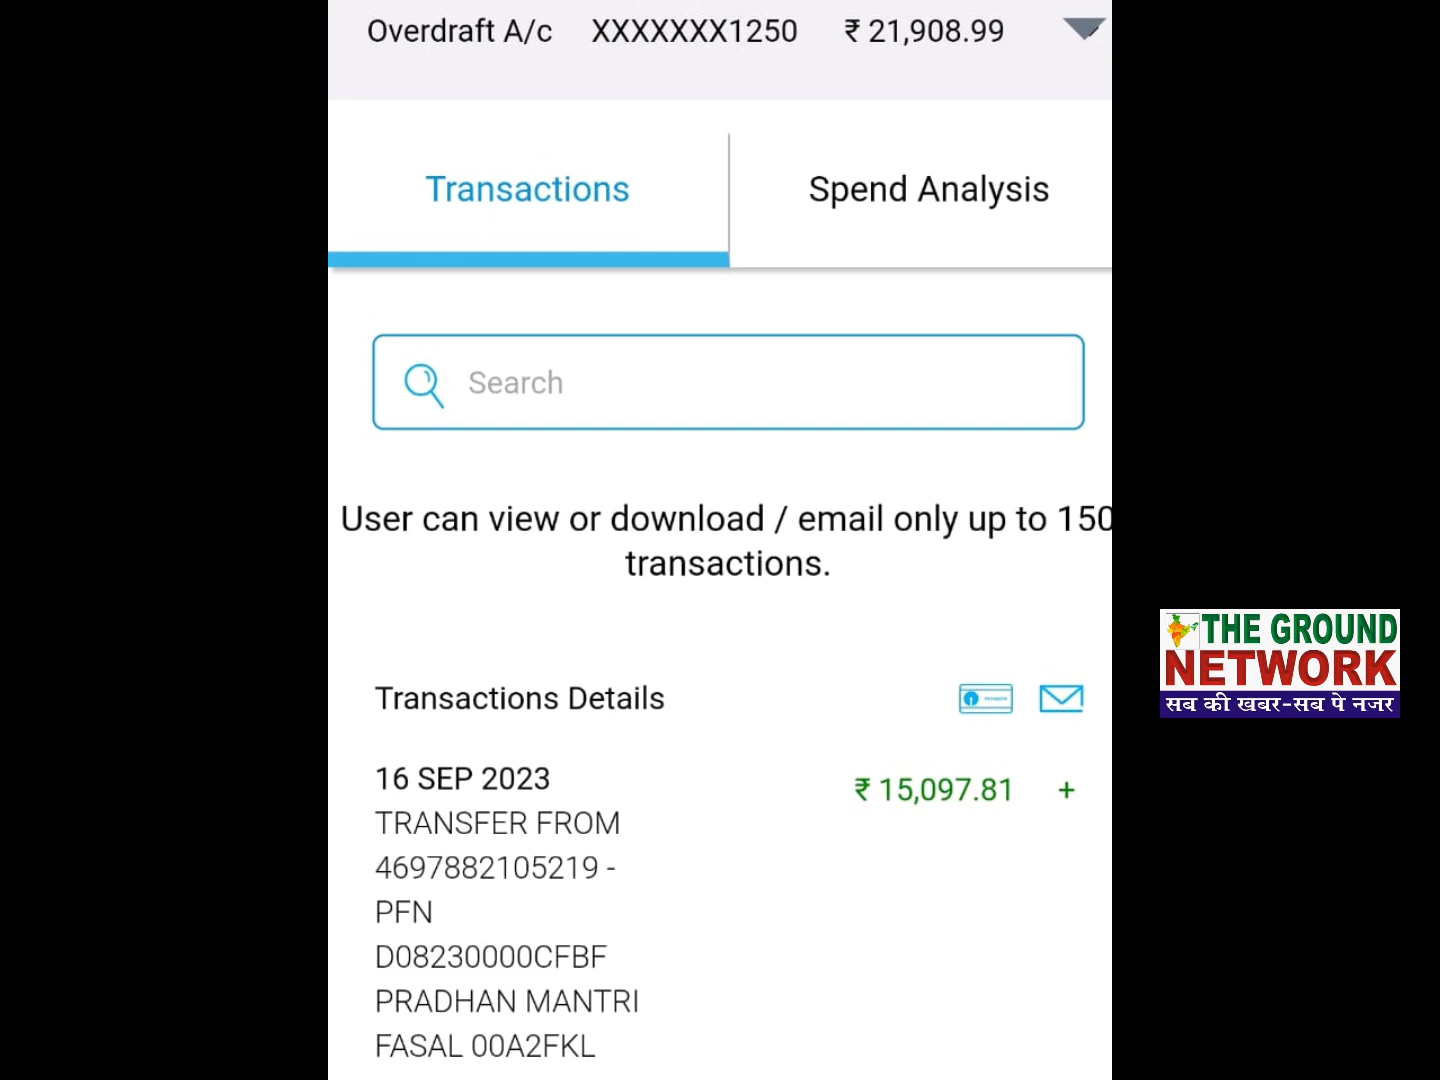 Overdraft A/c XXXXXXX1250 ₹ 21,908.99
Transactions Spend Analysis
Search
User can view or download / email only up to 150
transactions.
THE GROUND
NETWORK
सब की खबर-सब पे नजर
Transactions Details
16 SEP 2023 ₹ 15,097.81 +
TRANSFER FROM
4697882105219 -
PFN
D08230000CFBF
PRADHAN MANTRI
FASAL 00A2FKL